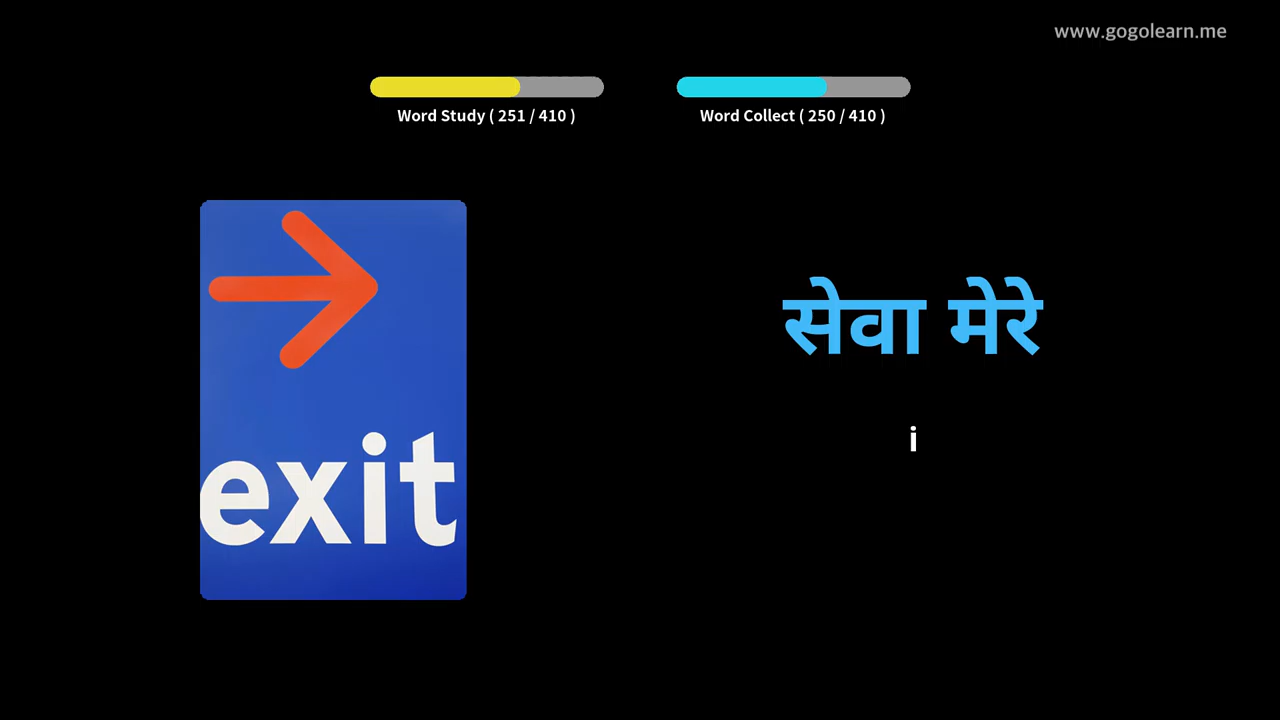 www.gogolearn.me
Word Study ( 251 / 410 )
Word Collect ( 250 / 410 )
exit
सेवा मेरे
i